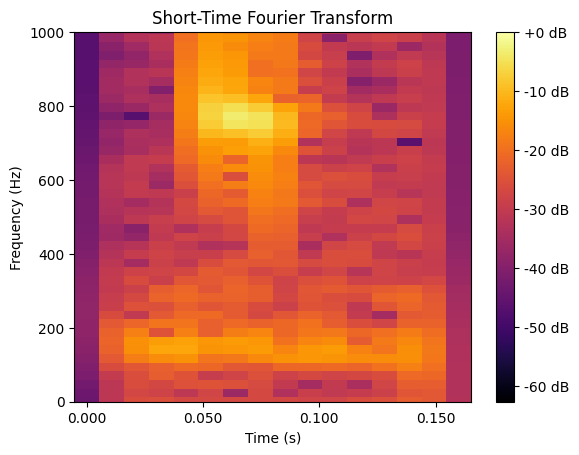 Short-Time Fourier Transform
1000
800
600
400
200
0
Frequency (Hz)
0.000
0.050
0.100
0.150
Time (s)
+0 dB
-10 dB
-20 dB
-30 dB
-40 dB
-50 dB
-60 dB